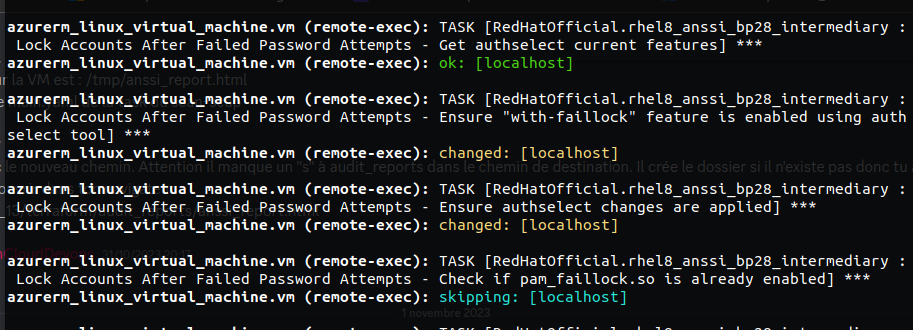 azurerm_linux_virtual_machine.vm (remote-exec): TASK [RedHatOfficial.rhel8_anssi_bp28_intermediary :
 Lock Accounts After Failed Password Attempts - Get authselect current features] ***
azurerm_linux_virtual_machine.vm (remote-exec): ok: [localhost]
la VM est : /tmp/anssi_report.html
azurerm_linux_virtual_machine.vm (remote-exec): TASK [RedHatOfficial.rhel8_anssi_bp28_intermediary :
 Lock Accounts After Failed Password Attempts - Ensure "with-faillock" feature is enabled using auth
select tool] ***
azurerm_linux_virtual_machine.vm (remote-exec): changed: [localhost]
le nouveau chemin. Attention il manque un "s" à audit_reports dans le chemin de destination. Il crée le dossier si il n'existe pas donc tu
azurerm_linux_virtual_machine.vm (remote-exec): TASK [RedHatOfficial.rhel8_anssi_bp28_intermediary :
 Lock Accounts After Failed Password Attempts - Ensure authselect changes are applied] ***
azurerm_linux_virtual_machine.vm (remote-exec): changed: [localhost]
azurerm_linux_virtual_machine.vm (remote-exec): TASK [RedHatOfficial.rhel8_anssi_bp28_intermediary :
 Lock Accounts After Failed Password Attempts - Check if pam_faillock.so is already enabled] ***
azurerm_linux_virtual_machine.vm (remote-exec): skipping: [localhost]
1 novembre 2023